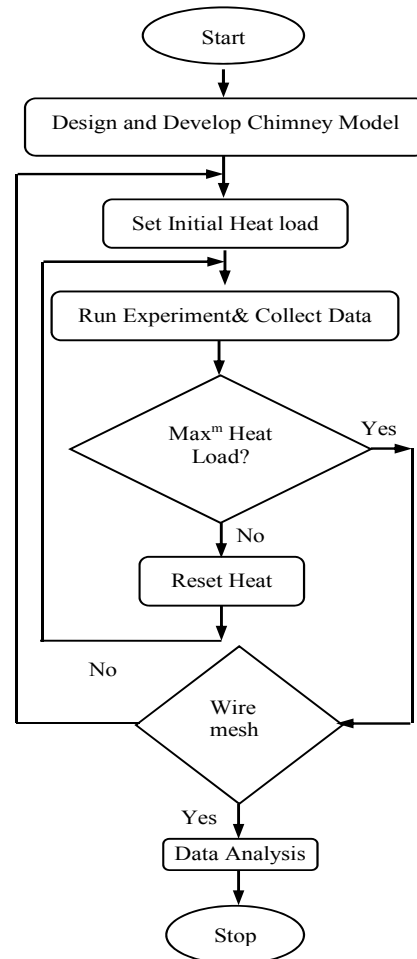 Start
Design and Develop Chimney Model
Set Initial Heat load
Run Experiment& Collect Data
Maxᵐ Heat
Load?
Yes
No
Reset Heat
No
Wire
mesh
Yes
Data Analysis
Stop